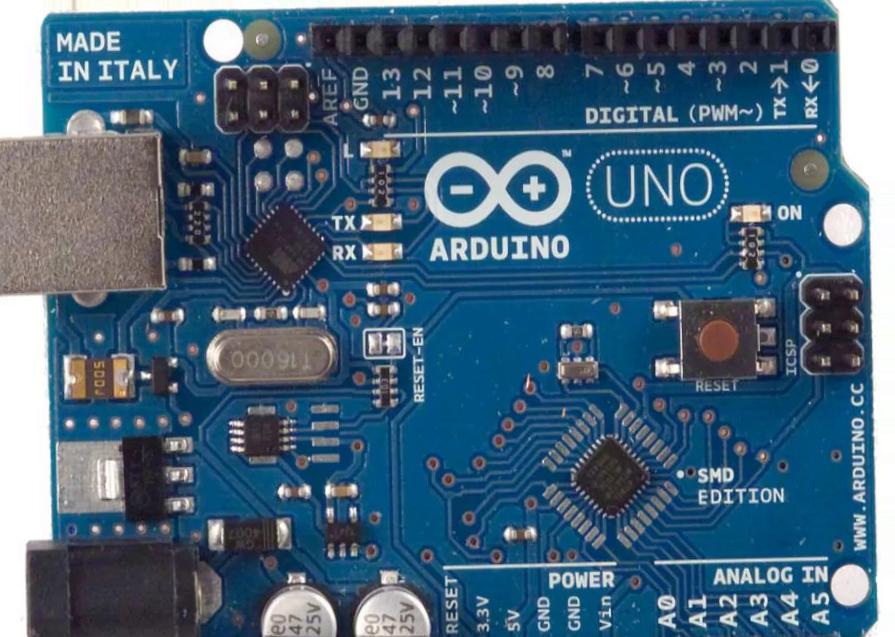 MADE
IN ITALY
AREF
GND
13
12
~11
~10
~9
8
7
~6
~5
4
~3
2
TX→1
RX←0
DIGITAL (PWM~)
L
TX
RX
ARDUINO
UNO
™
ON
T16000
RESET-EN
RESET
ICSP
WWW.ARDUINO.CC
SMD
EDITION
4007
POWER
RESET
3.3V
5V
GND
GND
Vin
ANALOG IN
A0
A1
A2
A3
A4
A5
47
25V
47
25V